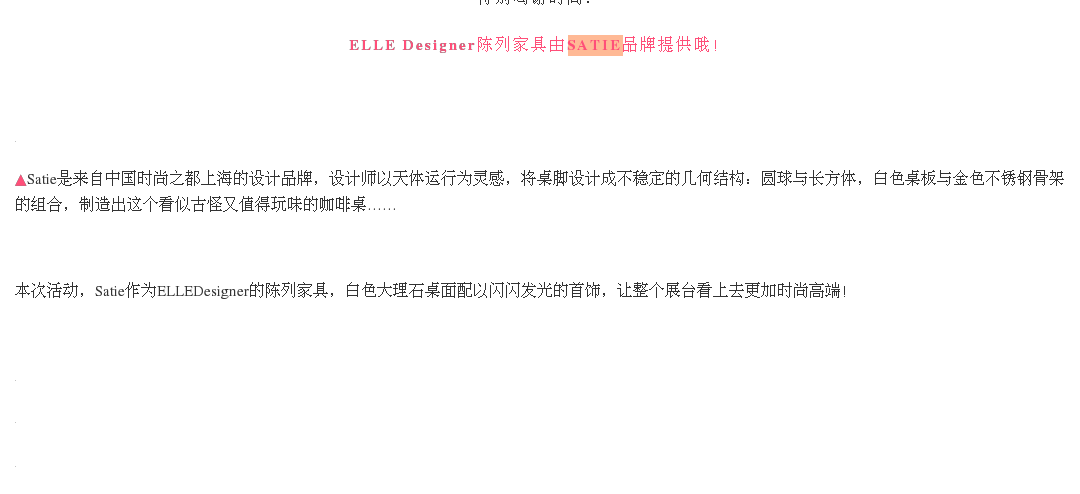 ELLE Designer陈列家具由SATIE品牌提供哦!
▲Satie是来自中国时尚之都上海的设计品牌，设计师以天体运行为灵感，将桌脚设计成不稳定的几何结构：圆球与长方体，白色桌板与金色不锈钢骨架
的组合，制造出这个看似古怪又值得玩味的咖啡桌……
本次活动，Satie作为ELLEDesigner的陈列家具，白色大理石桌面配以闪闪发光的首饰，让整个展台看上去更加时尚高端!